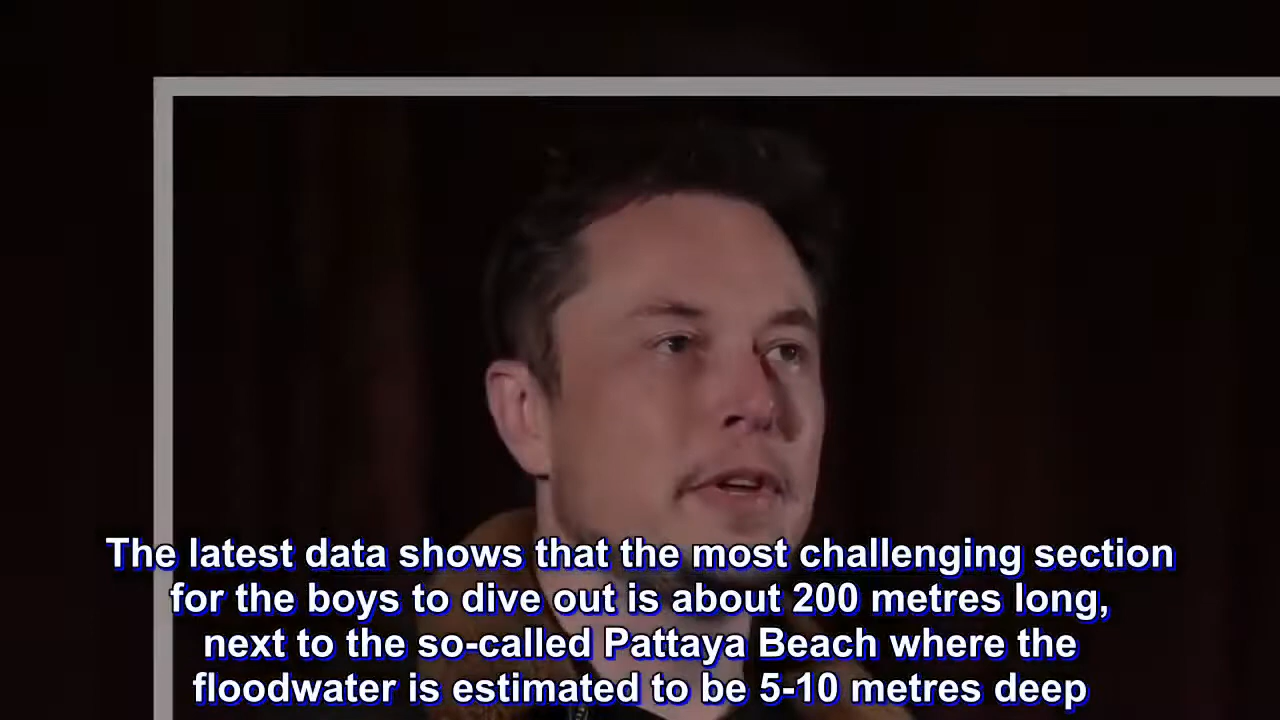 The latest data shows that the most challenging section
for the boys to dive out is about 200 metres long,
next to the so-called Pattaya Beach where the
floodwater is estimated to be 5-10 metres deep